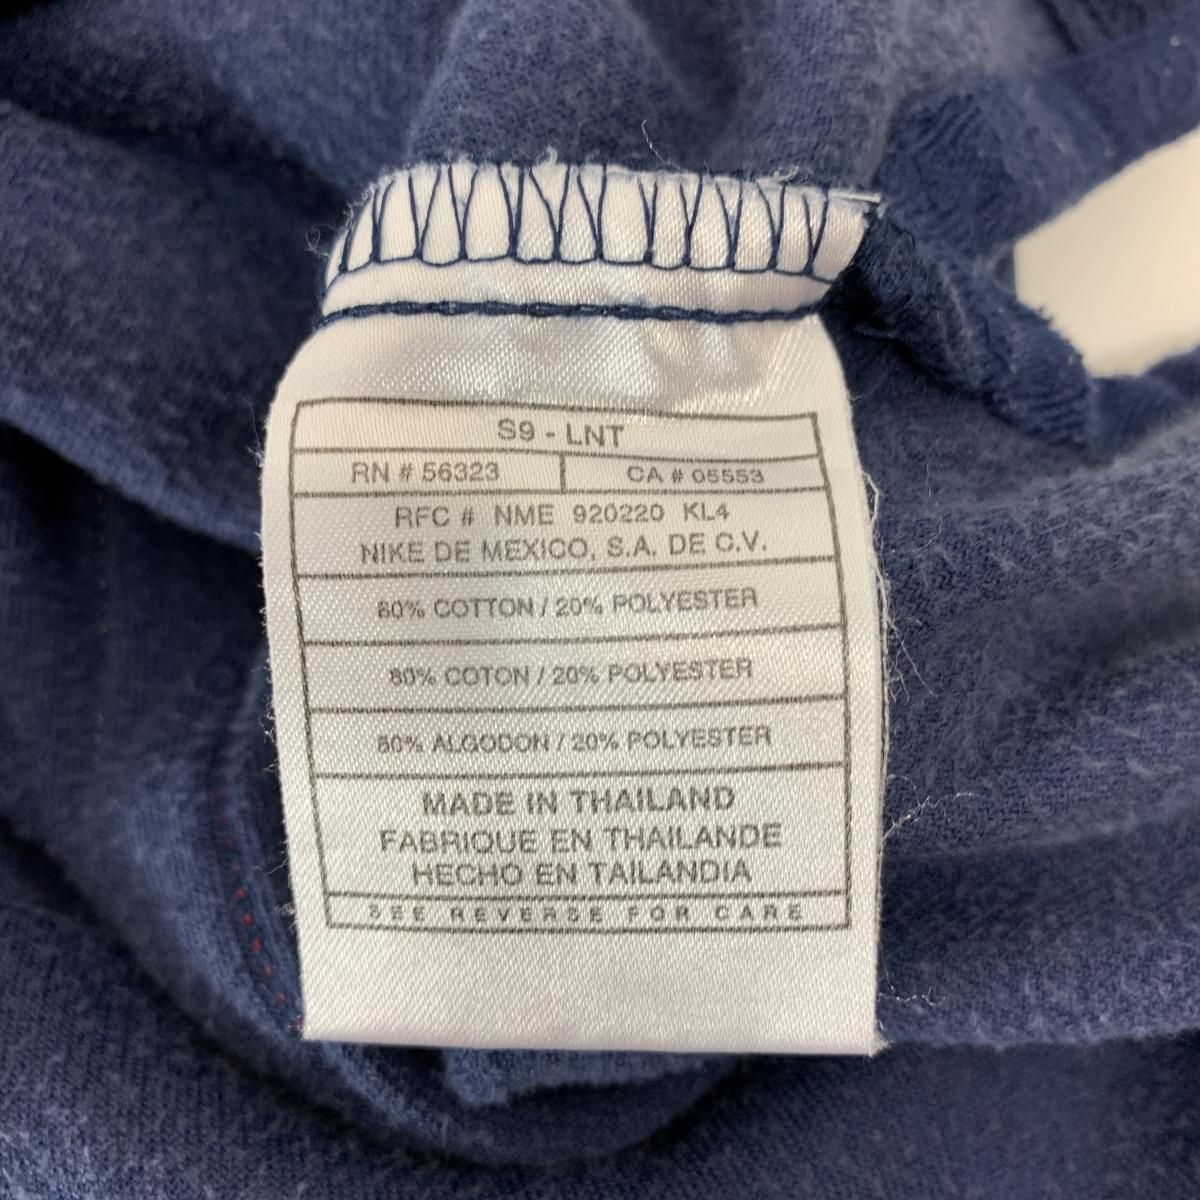 S9 - LNT
RN # 56323
CA # 05553
RFC # NME 920220 KL4
NIKE DE MEXICO, S.A. DE C.V.
80% COTTON / 20% POLYESTER
80% COTON / 20% POLYESTER
80% ALGODON / 20% POLYESTER
MADE IN THAILAND
FABRIQUE EN THAILANDE
HECHO EN TAILANDIA
SEE REVERSE FOR CARE